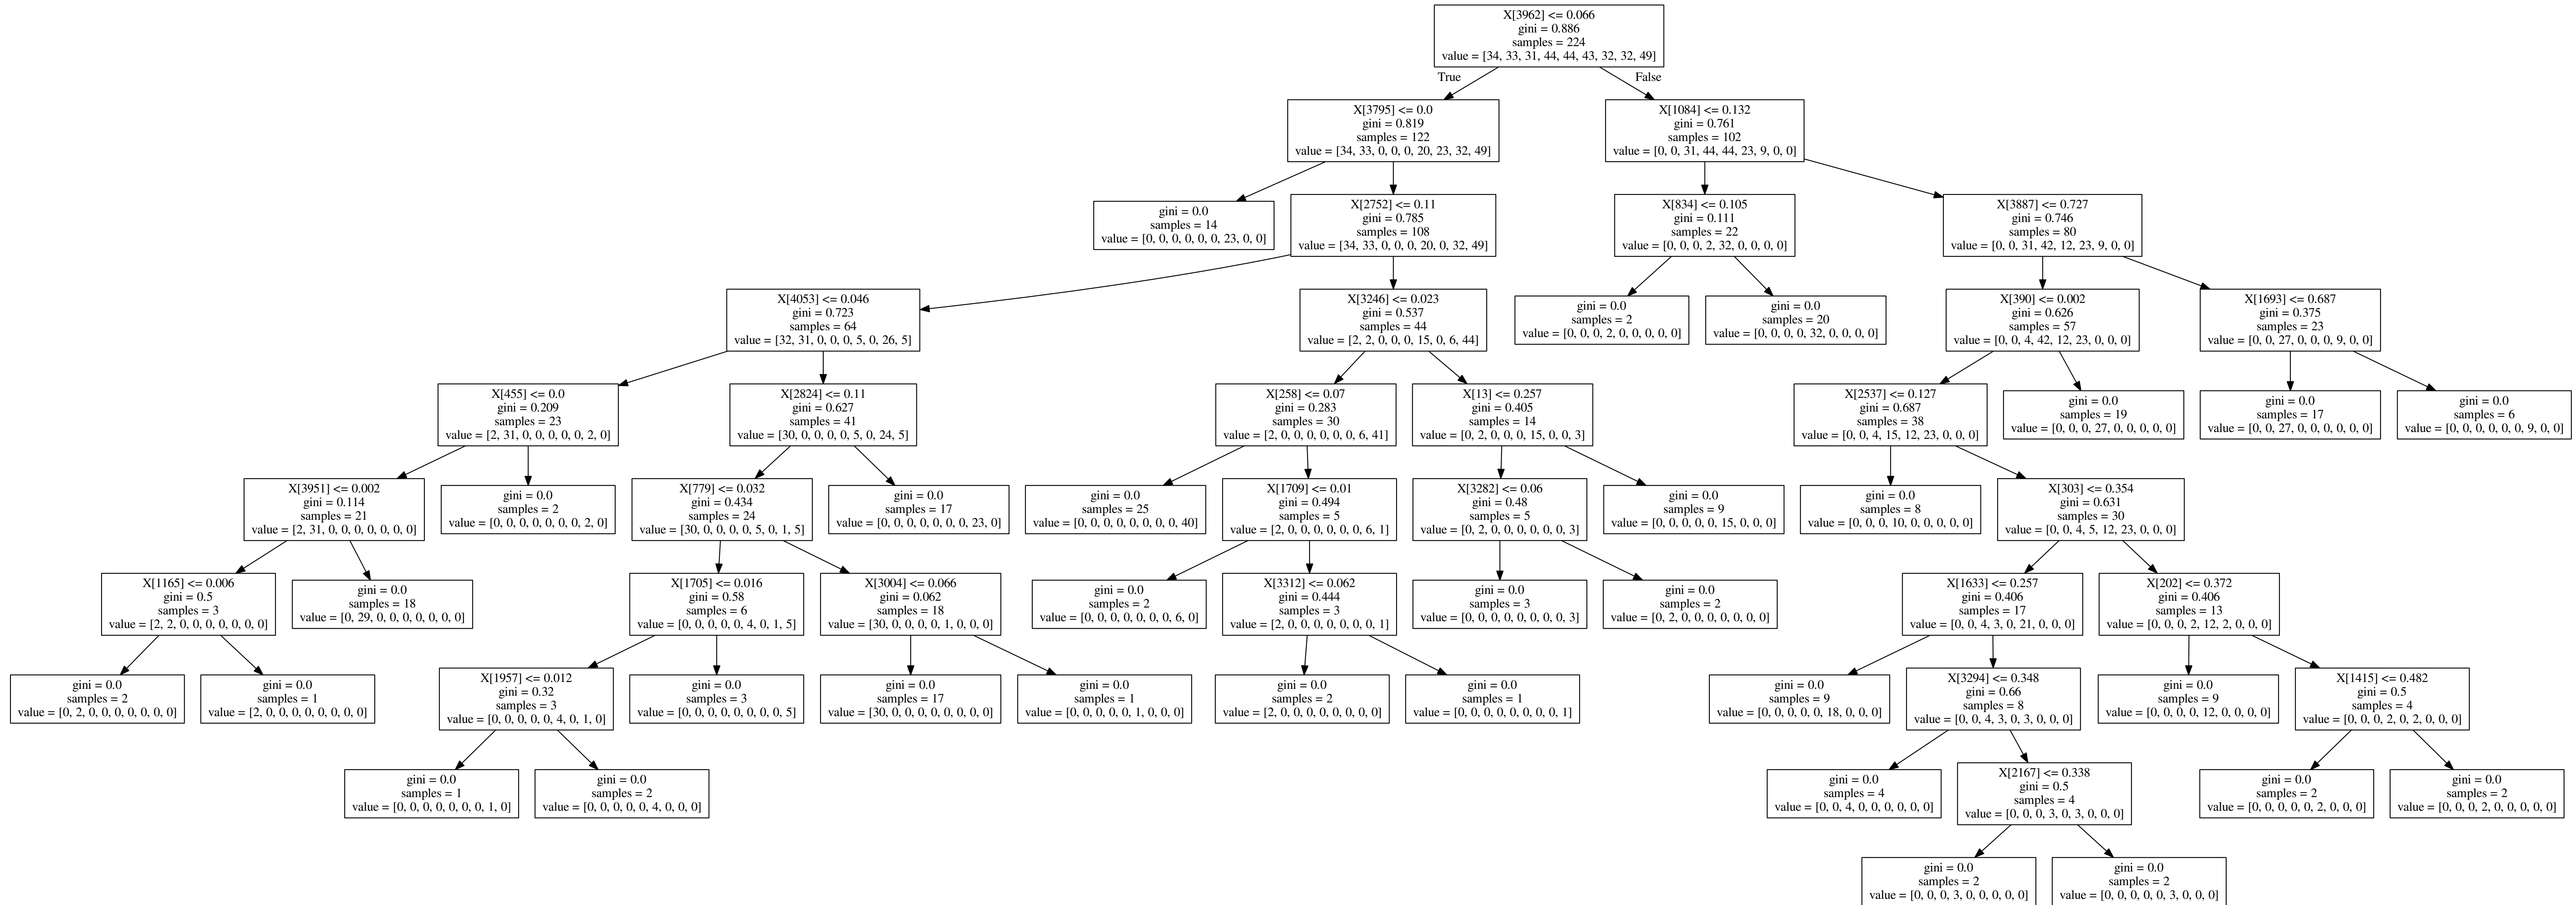 X[3962] <= 0.066
gini = 0.886
samples = 224
value = [34, 33, 31, 44, 44, 43, 32, 32, 49]
True
False
X[3795] <= 0.0
gini = 0.819
samples = 122
value = [34, 33, 0, 0, 0, 20, 23, 32, 49]
X[1084] <= 0.132
gini = 0.761
samples = 102
value = [0, 0, 31, 44, 44, 23, 9, 0, 0]
gini = 0.0
samples = 14
value = [0, 0, 0, 0, 0, 0, 23, 0, 0]
X[2752] <= 0.11
gini = 0.785
samples = 108
value = [34, 33, 0, 0, 0, 20, 0, 32, 49]
X[834] <= 0.105
gini = 0.111
samples = 22
value = [0, 0, 0, 2, 32, 0, 0, 0, 0]
X[3887] <= 0.727
gini = 0.746
samples = 80
value = [0, 0, 31, 42, 12, 23, 9, 0, 0]
X[4053] <= 0.046
gini = 0.723
samples = 64
value = [32, 31, 0, 0, 0, 5, 0, 26, 5]
X[3246] <= 0.023
gini = 0.537
samples = 44
value = [2, 2, 0, 0, 0, 15, 0, 6, 44]
gini = 0.0
samples = 2
value = [0, 0, 0, 2, 0, 0, 0, 0, 0]
gini = 0.0
samples = 20
value = [0, 0, 0, 0, 32, 0, 0, 0, 0]
X[390] <= 0.002
gini = 0.626
samples = 57
value = [0, 0, 4, 42, 12, 23, 0, 0, 0]
X[1693] <= 0.687
gini = 0.375
samples = 23
value = [0, 0, 27, 0, 0, 0, 9, 0, 0]
X[455] <= 0.0
gini = 0.209
samples = 23
value = [2, 31, 0, 0, 0, 0, 0, 2, 0]
X[2824] <= 0.11
gini = 0.627
samples = 41
value = [30, 0, 0, 0, 0, 5, 0, 24, 5]
X[258] <= 0.07
gini = 0.283
samples = 30
value = [2, 0, 0, 0, 0, 0, 0, 6, 41]
X[13] <= 0.257
gini = 0.405
samples = 14
value = [0, 2, 0, 0, 0, 15, 0, 0, 3]
X[2537] <= 0.127
gini = 0.687
samples = 38
value = [0, 0, 4, 15, 12, 23, 0, 0, 0]
gini = 0.0
samples = 19
value = [0, 0, 0, 27, 0, 0, 0, 0, 0]
gini = 0.0
samples = 17
value = [0, 0, 27, 0, 0, 0, 0, 0, 0]
gini = 0.0
samples = 6
value = [0, 0, 0, 0, 0, 0, 9, 0, 0]
X[3951] <= 0.002
gini = 0.114
samples = 21
value = [2, 31, 0, 0, 0, 0, 0, 0, 0]
gini = 0.0
samples = 2
value = [0, 0, 0, 0, 0, 0, 0, 2, 0]
X[779] <= 0.032
gini = 0.434
samples = 24
value = [30, 0, 0, 0, 0, 5, 0, 1, 5]
gini = 0.0
samples = 17
value = [0, 0, 0, 0, 0, 0, 0, 23, 0]
gini = 0.0
samples = 25
value = [0, 0, 0, 0, 0, 0, 0, 0, 40]
X[1709] <= 0.01
gini = 0.494
samples = 5
value = [2, 0, 0, 0, 0, 0, 0, 6, 1]
X[3282] <= 0.06
gini = 0.48
samples = 5
value = [0, 2, 0, 0, 0, 0, 0, 0, 3]
gini = 0.0
samples = 9
value = [0, 0, 0, 0, 0, 15, 0, 0, 0]
gini = 0.0
samples = 8
value = [0, 0, 0, 10, 0, 0, 0, 0, 0]
X[303] <= 0.354
gini = 0.631
samples = 30
value = [0, 0, 4, 5, 12, 23, 0, 0, 0]
X[1165] <= 0.006
gini = 0.5
samples = 3
value = [2, 2, 0, 0, 0, 0, 0, 0, 0]
gini = 0.0
samples = 18
value = [0, 29, 0, 0, 0, 0, 0, 0, 0]
X[1705] <= 0.016
gini = 0.58
samples = 6
value = [0, 0, 0, 0, 0, 4, 0, 1, 5]
X[3004] <= 0.066
gini = 0.062
samples = 18
value = [30, 0, 0, 0, 0, 1, 0, 0, 0]
gini = 0.0
samples = 2
value = [0, 0, 0, 0, 0, 0, 0, 6, 0]
X[3312] <= 0.062
gini = 0.444
samples = 3
value = [2, 0, 0, 0, 0, 0, 0, 0, 1]
gini = 0.0
samples = 3
value = [0, 0, 0, 0, 0, 0, 0, 0, 3]
gini = 0.0
samples = 2
value = [0, 2, 0, 0, 0, 0, 0, 0, 0]
X[1633] <= 0.257
gini = 0.406
samples = 17
value = [0, 0, 4, 3, 0, 21, 0, 0, 0]
X[202] <= 0.372
gini = 0.406
samples = 13
value = [0, 0, 0, 2, 12, 2, 0, 0, 0]
gini = 0.0
samples = 2
value = [0, 2, 0, 0, 0, 0, 0, 0, 0]
gini = 0.0
samples = 1
value = [2, 0, 0, 0, 0, 0, 0, 0, 0]
X[1957] <= 0.012
gini = 0.32
samples = 3
value = [0, 0, 0, 0, 0, 4, 0, 1, 0]
gini = 0.0
samples = 3
value = [0, 0, 0, 0, 0, 0, 0, 0, 5]
gini = 0.0
samples = 17
value = [30, 0, 0, 0, 0, 0, 0, 0, 0]
gini = 0.0
samples = 1
value = [0, 0, 0, 0, 0, 1, 0, 0, 0]
gini = 0.0
samples = 2
value = [2, 0, 0, 0, 0, 0, 0, 0, 0]
gini = 0.0
samples = 1
value = [0, 0, 0, 0, 0, 0, 0, 0, 1]
gini = 0.0
samples = 9
value = [0, 0, 0, 0, 0, 18, 0, 0, 0]
X[3294] <= 0.348
gini = 0.66
samples = 8
value = [0, 0, 4, 3, 0, 3, 0, 0, 0]
gini = 0.0
samples = 9
value = [0, 0, 0, 0, 12, 0, 0, 0, 0]
X[1415] <= 0.482
gini = 0.5
samples = 4
value = [0, 0, 0, 2, 0, 2, 0, 0, 0]
gini = 0.0
samples = 1
value = [0, 0, 0, 0, 0, 0, 0, 1, 0]
gini = 0.0
samples = 2
value = [0, 0, 0, 0, 0, 4, 0, 0, 0]
gini = 0.0
samples = 4
value = [0, 0, 4, 0, 0, 0, 0, 0, 0]
X[2167] <= 0.338
gini = 0.5
samples = 4
value = [0, 0, 0, 3, 0, 3, 0, 0, 0]
gini = 0.0
samples = 2
value = [0, 0, 0, 0, 0, 2, 0, 0, 0]
gini = 0.0
samples = 2
value = [0, 0, 0, 2, 0, 0, 0, 0, 0]
gini = 0.0
samples = 2
value = [0, 0, 0, 3, 0, 0, 0, 0, 0]
gini = 0.0
samples = 2
value = [0, 0, 0, 0, 0, 3, 0, 0, 0]